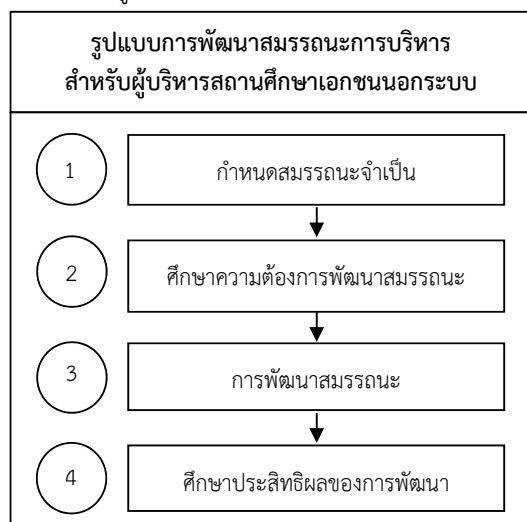 รูปแบบการพัฒนาสมรรถนะการบริหาร
สำหรับผู้บริหารสถานศึกษาเอกชนนอกระบบ
1
กำหนดสมรรถนะจำเป็น
2
ศึกษาความต้องการพัฒนาสมรรถนะ
3
การพัฒนาสมรรถนะ
4
ศึกษาประสิทธิผลของการพัฒนา